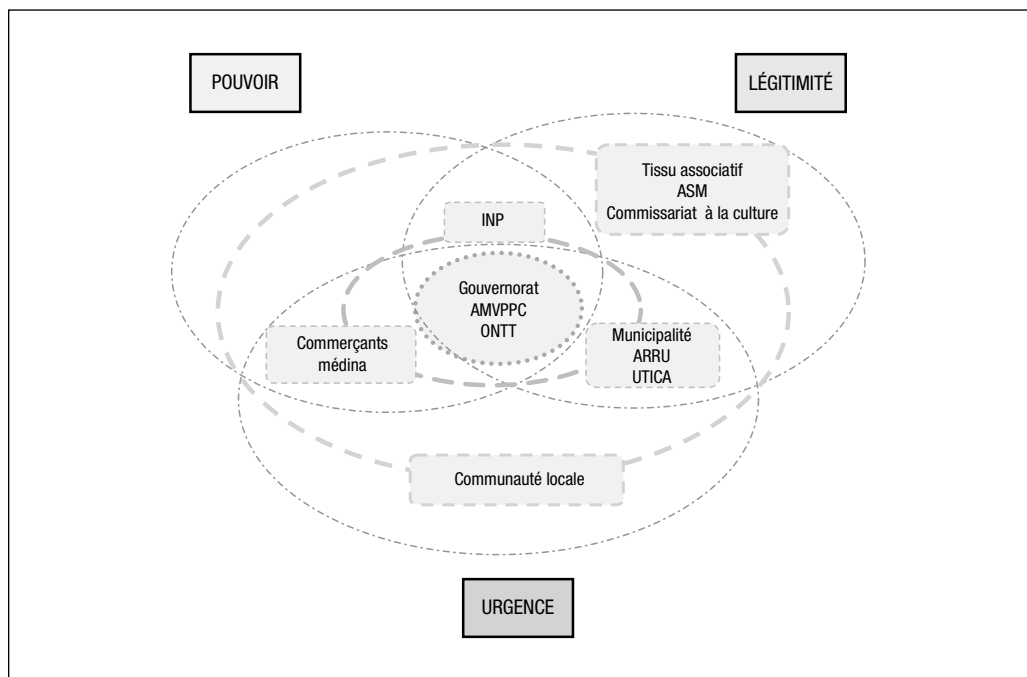 POUVOIR
LÉGITIMITÉ
Tissu associatif
ASM
Commissariat à la culture
INP
Gouvernorat
AMVPPC
ONTT
Commerçants
médina
Municipalité
ARRU
UTICA
Communauté locale
URGENCE